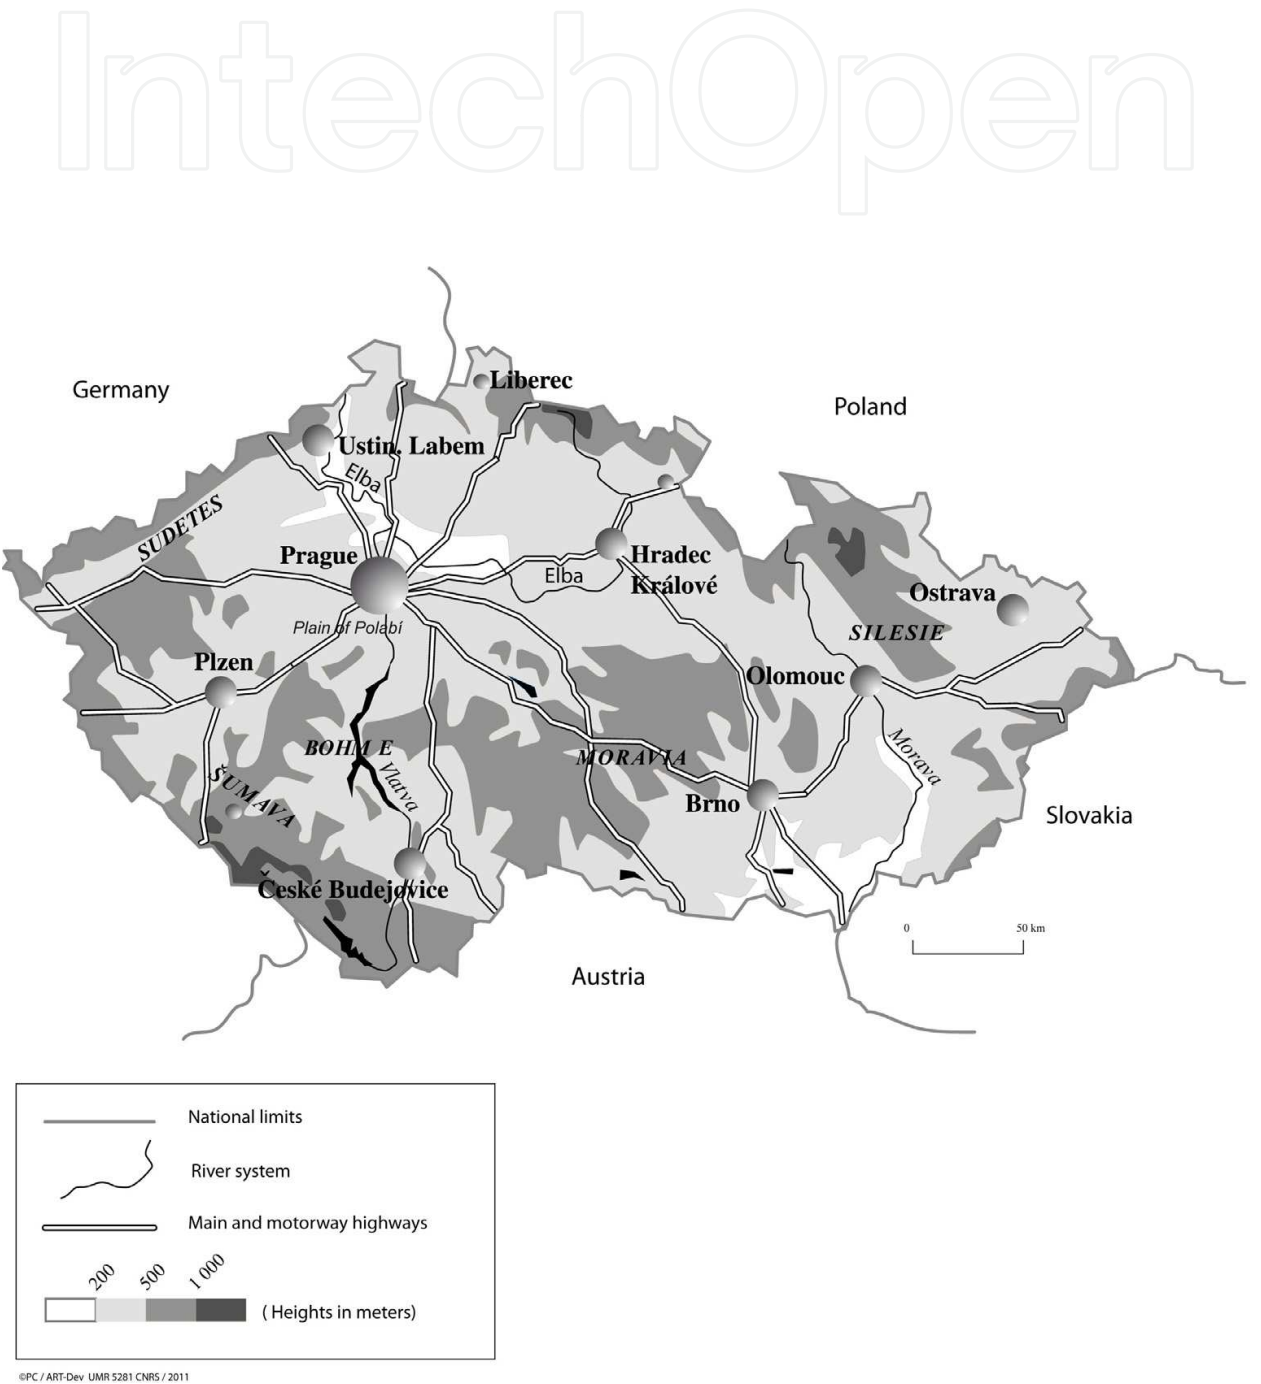 IntechOpen
Germany
Poland
Liberec
Ustin. Labem
Elba
SUDETES
Prague
Hradec
Králové
Elba
Ostrava
Plain of Polabí
SILESIE
Plzen
Olomouc
BOHM E
MORAVIA
Morava
Vlatva
ŠUMAVA
Brno
Slovakia
České Budejovice
0 50 km
Austria
National limits
River system
Main and motorway highways
200 500 1 000
( Heights in meters)
©PC / ART-Dev UMR 5281 CNRS / 2011